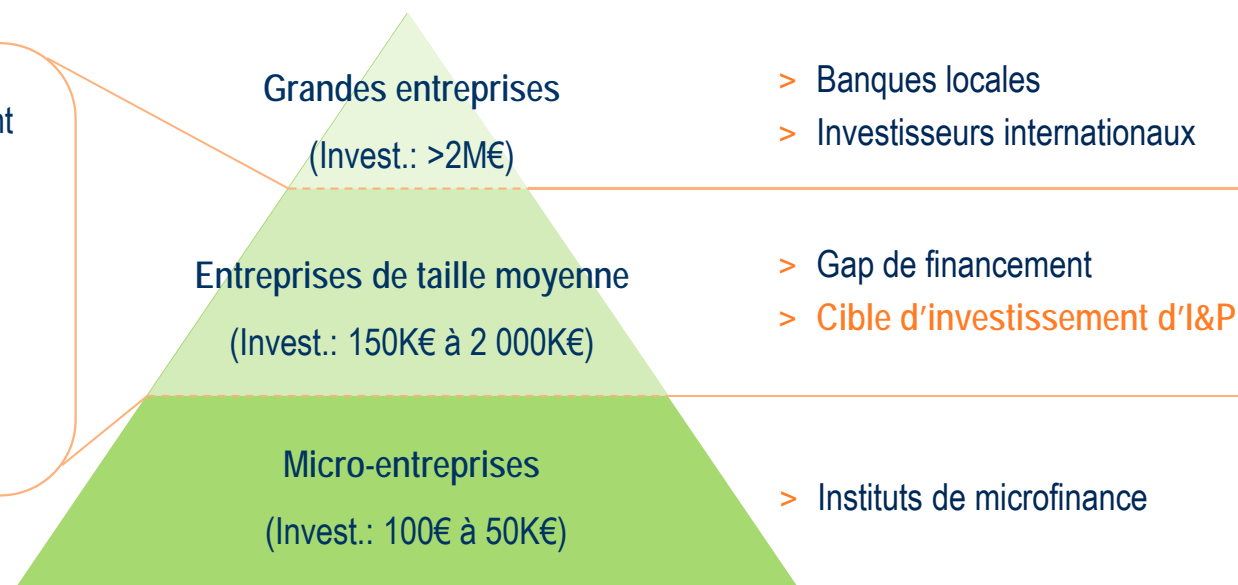 nt
Grandes entreprises
(Invest.: >2M€)
> Banques locales
> Investisseurs internationaux
Entreprises de taille moyenne
(Invest.: 150K€ à 2 000K€)
> Gap de financement
> Cible d'investissement d'I&P
Micro-entreprises
(Invest.: 100€ à 50K€)
> Instituts de microfinance